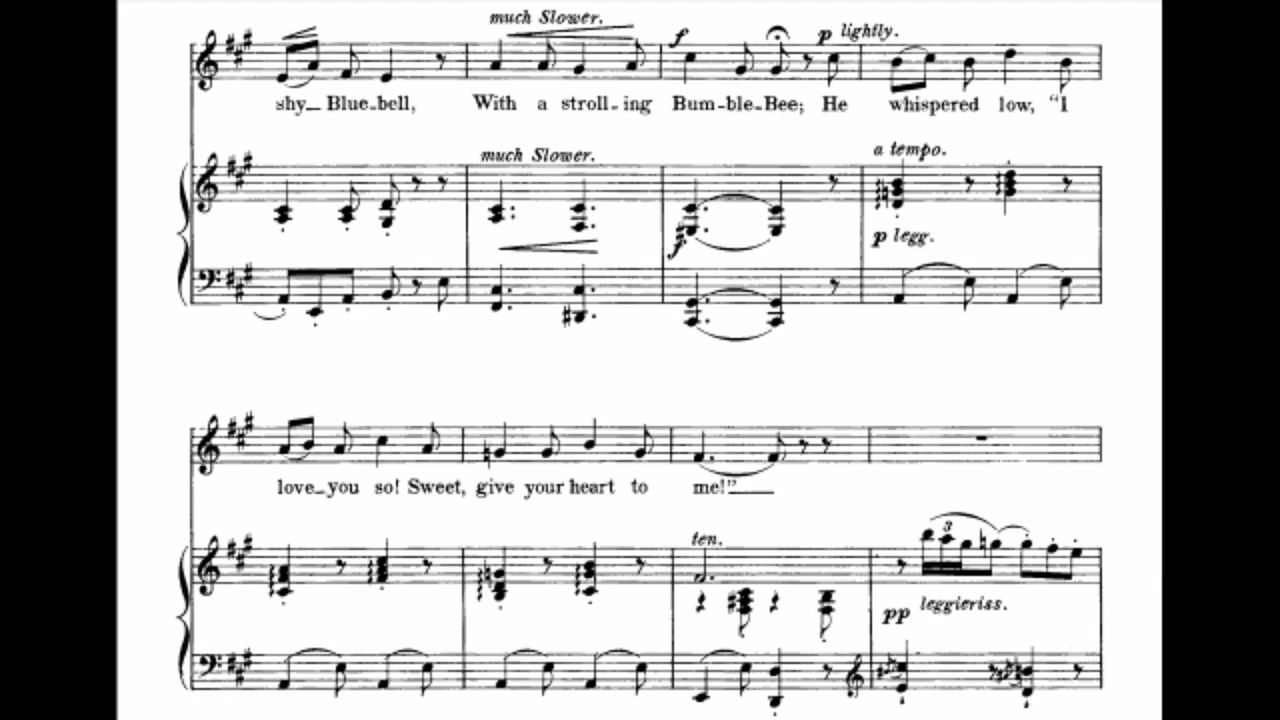 much Slower.
f
p lightly.
shy_ Blue-bell, With a stroll-ing Bum-ble-Bee; He whispered low, "I
much Slower.
a tempo.
f
p legg.
love_you so! Sweet, give your heart to me!"
ten.
3
pp leggieriss.